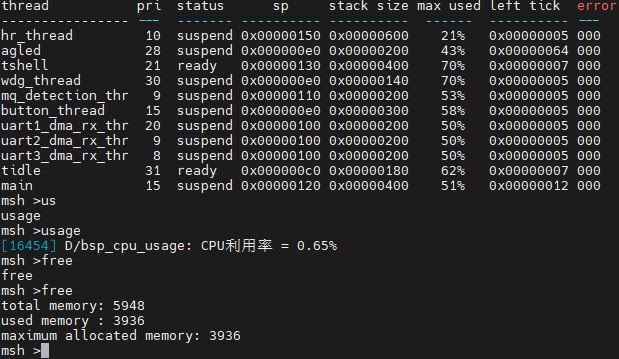 thread pri status sp stack size max used left tick error
---------------- --- ------- ---------- ---------- ------ ---------- ---
hr_thread 10 suspend 0x00000150 0x00000600 21% 0x00000005 000
agled 28 suspend 0x000000e0 0x00000200 43% 0x00000064 000
tshell 21 ready 0x00000130 0x00000400 70% 0x00000007 000
wdg_thread 30 suspend 0x000000e0 0x00000140 70% 0x00000005 000
mq_detection_thr 9 suspend 0x00000110 0x00000200 53% 0x00000005 000
button_thread 15 suspend 0x000000e0 0x00000300 58% 0x00000005 000
uart1_dma_rx_thr 20 suspend 0x00000100 0x00000200 50% 0x00000005 000
uart2_dma_rx_thr 9 suspend 0x00000100 0x00000200 50% 0x00000005 000
uart3_dma_rx_thr 8 suspend 0x00000100 0x00000200 50% 0x00000005 000
tidle 31 ready 0x000000c0 0x00000180 62% 0x00000007 000
main 15 suspend 0x00000120 0x00000400 51% 0x00000012 000
msh >us
usage
msh >usage
[16454] D/bsp_cpu_usage: CPU利用率 = 0.65%
msh >free
free
msh >free
total memory: 5948
used memory : 3936
maximum allocated memory: 3936
msh >